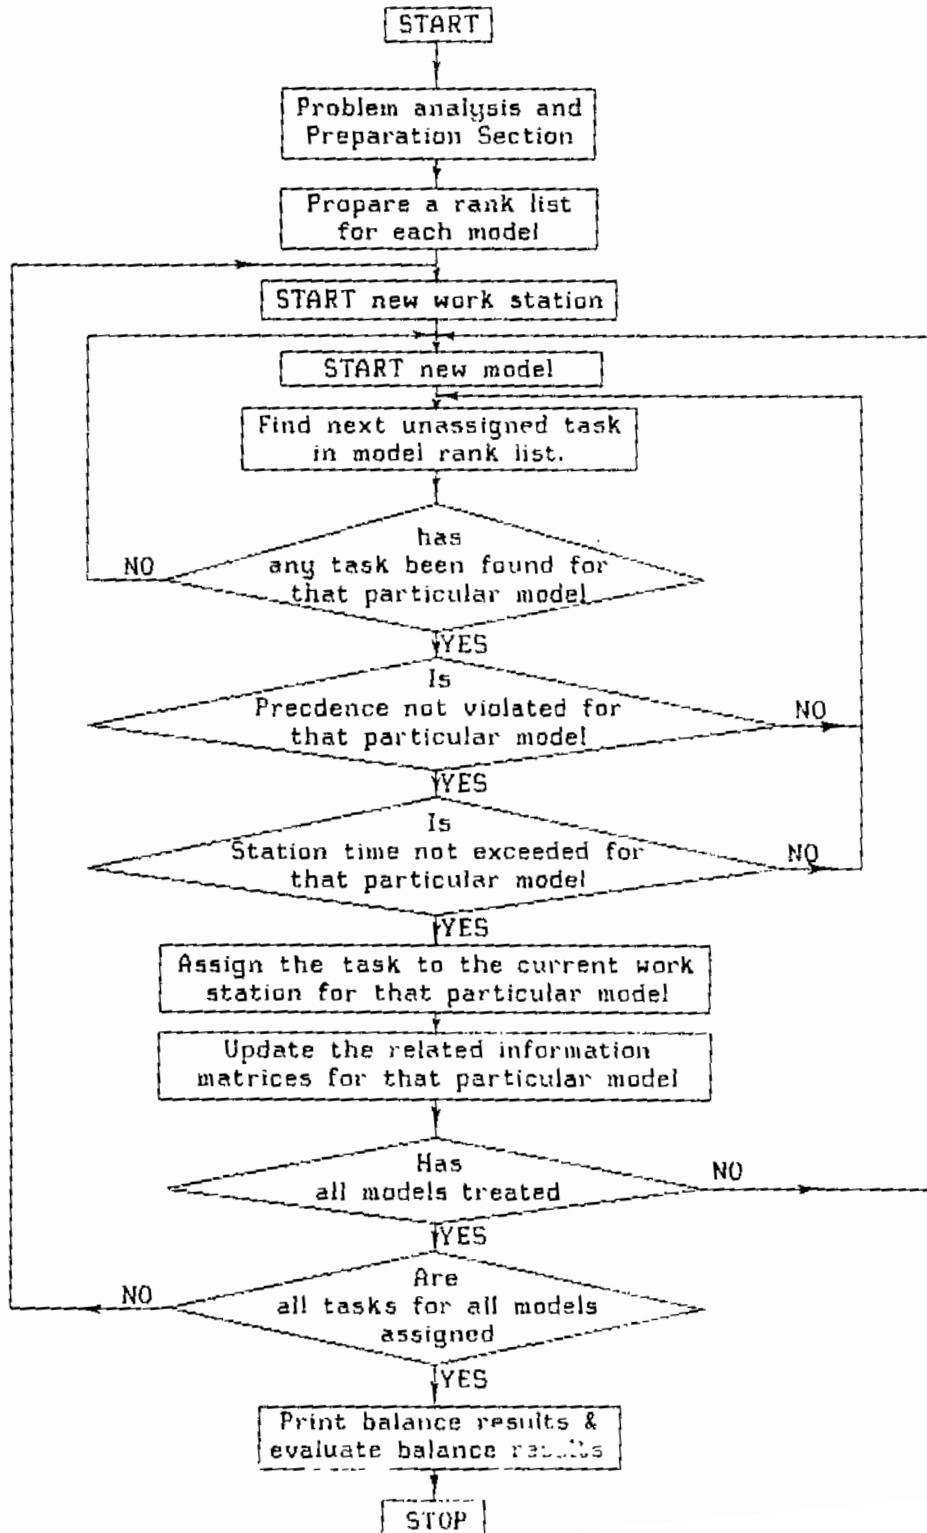 START
Problem analysis and
Preparation Section
Propare a rank list
for each model
START new work station
START new model
Find next unassigned task
in model rank list.
has
any task been found for
that particular model
NO
YES
Is
Precdence not violated for
that particular model
NO
YES
Is
Station time not exceeded for
that particular model
NO
YES
Assign the task to the current work
station for that particular model
Update the related information
matrices for that particular model
Has
all models treated
NO
YES
Are
all tasks for all models
assigned
NO
YES
Print balance results &
evaluate balance results
STOP